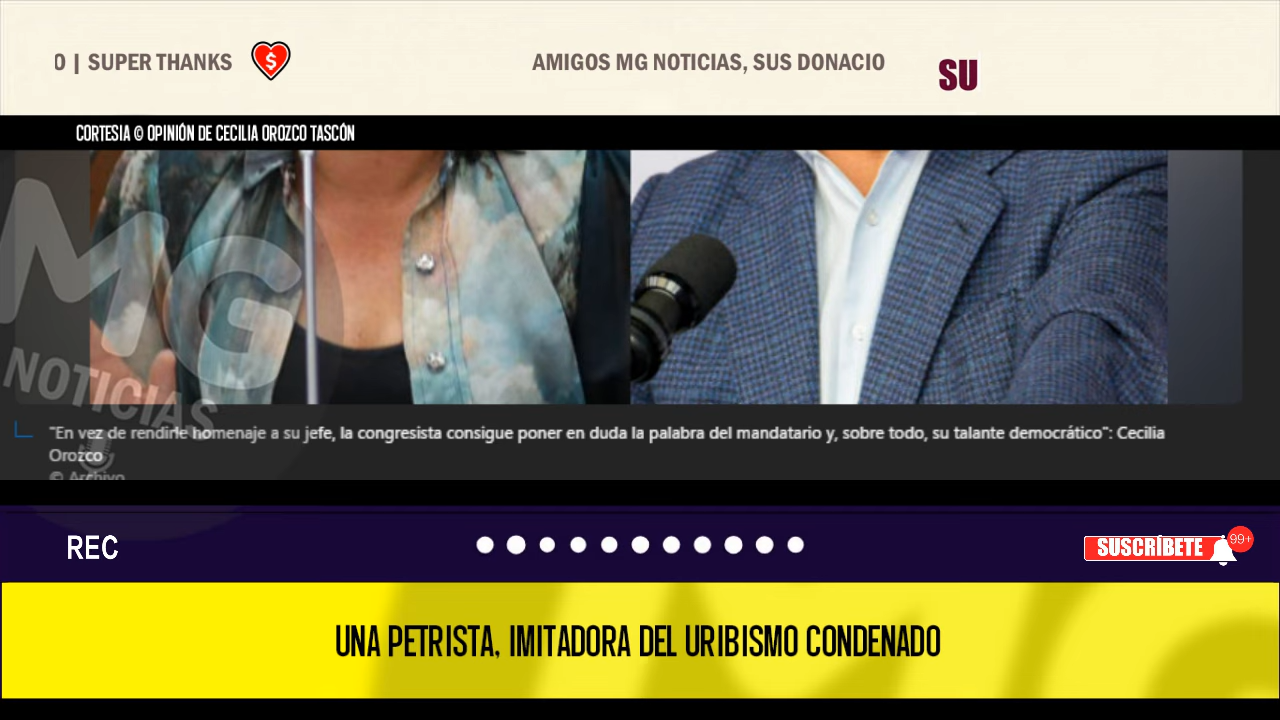 O | SUPER THANKS
$
AMIGOS MG NOTICIAS, SUS DONACIO
SU
CORTESIA © OPINIÓN DE CECILIA OROZCO TASCÓN
MG
NOTICIAS
"En vez de rendirle homenaje a su jefe, la congresista consigue poner en duda la palabra del mandatario y, sobre todo, su talante democrático": Cecilia
Orozco
© Archivo
REC
SUSCRÍBETE
99+
UNA PETRISTA, IMITADORA DEL URIBISMO CONDENADO